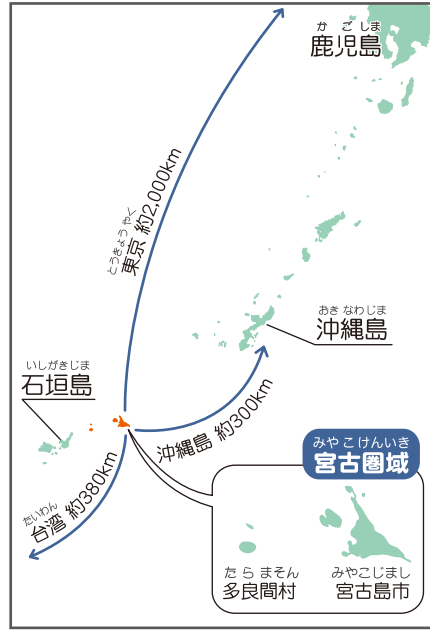 か ご しま
鹿児島
とうきょう やく
東京 約2,000km
おき なわ じま
沖縄島
いしがきじま
石垣島
沖縄島 約300km
たいわん
台湾 約380km
みや こ けんいき
宮古圏域
た ら まそん
多良間村
みやこじまし
宮古島市